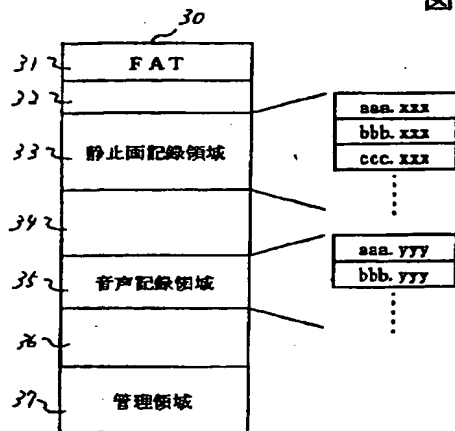 図
30
31 FAT
32
33 静止画記録領域
aaa.xxx
bbb.xxx
ccc.xxx
34
35 音声記録領域
aaa.yyy
bbb.yyy
36
37 管理領域